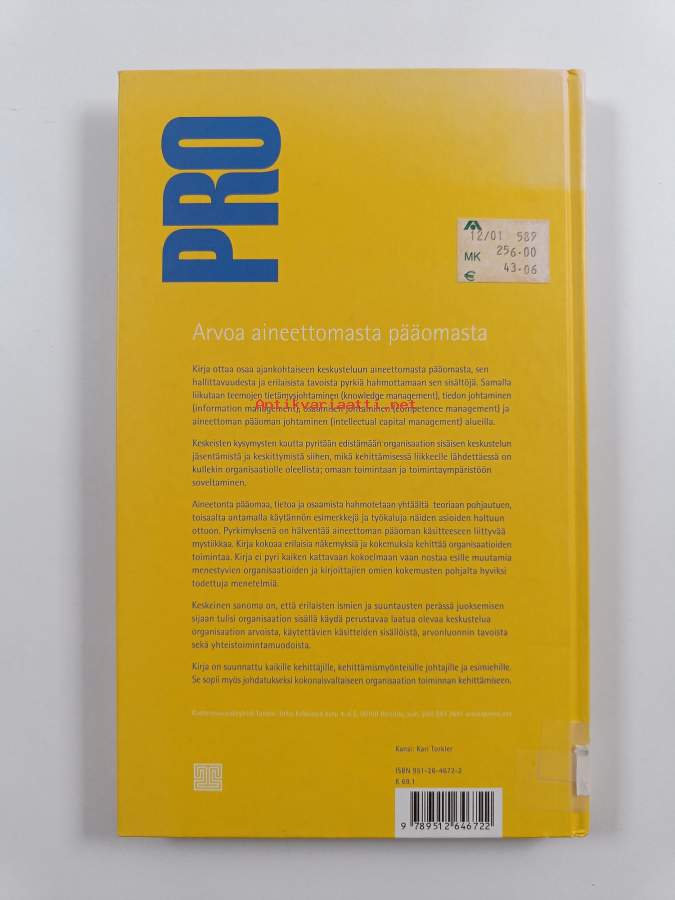 PRO
12/01 589
MK 256.00
€ 43.06
Arvoa aineettomasta pääomasta
Kirja ottaa osaa ajankohtaiseen keskusteluun aineettomasta pääomasta, sen
hallittavuudesta ja erilaisista tavoista pyrkiä hahmottamaan sen sisältöjä. Samalla
liikutaan teemojen tietämysjohtaminen (knowledge management), tiedon johtaminen
(information management), osaamisen johtaminen (competence management) ja
aineettoman pääoman johtaminen (intellectual capital management) alueilla.
Antikvariaatti.net
Keskeisten kysymysten kautta pyritään edistämään organisaation sisäisen keskustelun
jäsentämistä ja keskittymistä siihen, mikä kehittämisessä liikkeelle lähdettäessä on
kullekin organisaatiolle oleellista; omaan toimintaan ja toimintaympäristöön
soveltaminen.
Aineetonta pääomaa, tietoa ja osaamista hahmotetaan yhtäältä teoriaan pohjautuen,
toisaalta antamalla käytännön esimerkkejä ja työkaluja näiden asioiden haltuun
ottoon. Pyrkimyksenä on hälventää aineettoman pääoman käsitteeseen liittyvää
mystiikkaa. Kirja kokoaa erilaisia näkemyksiä ja kokemuksia kehittää organisaatioiden
toimintaa. Kirja ei pyri kaiken kattavaan kokoelmaan vaan nostaa esille muutamia
menestyvien organisaatioiden ja kirjoittajien omien kokemusten pohjalta hyviksi
todettuja menetelmiä.
Keskeinen sanoma on, että erilaisten ismien ja suuntausten perässä juoksemisen
sijaan tulisi organisaation sisällä käydä perustavaa laatua olevaa keskustelua
organisaation arvoista, käytettävien käsitteiden sisällöistä, arvonluonnin tavoista
sekä yhteistoimintamuodoista.
Kirja on suunnattu kaikille kehittäjille, kehittämismyönteisille johtajille ja esimiehille.
Se sopii myös johdatukseksi kokonaisvaltaiseen organisaation toiminnan kehittämiseen.
Kansi: Kari Torkler
ISBN 951-26-4672-2
K 69.1
9 789512 646722